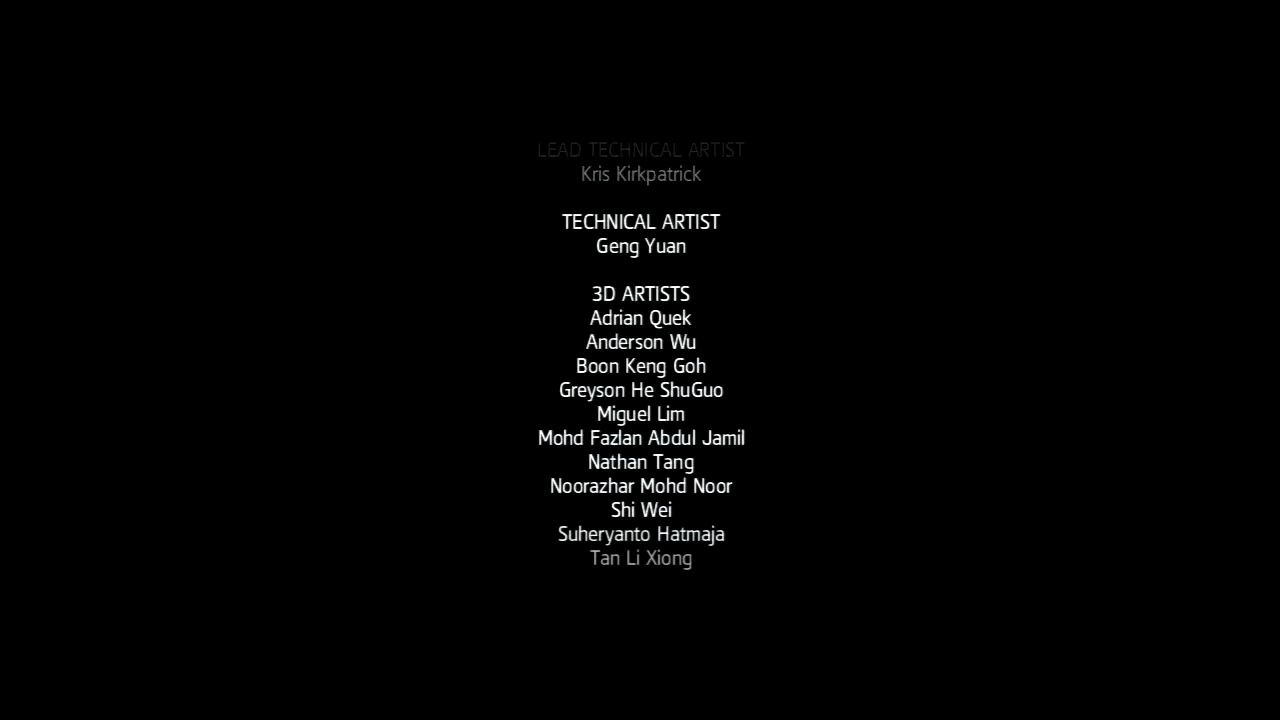 LEAD TECHNICAL ARTIST
Kris Kirkpatrick
TECHNICAL ARTIST
Geng Yuan
3D ARTISTS
Adrian Quek
Anderson Wu
Boon Keng Goh
Greyson He ShuGuo
Miguel Lim
Mohd Fazlan Abdul Jamil
Nathan Tang
Noorazhar Mohd Noor
Shi Wei
Suheryanto Hatmaja
Tan Li Xiong